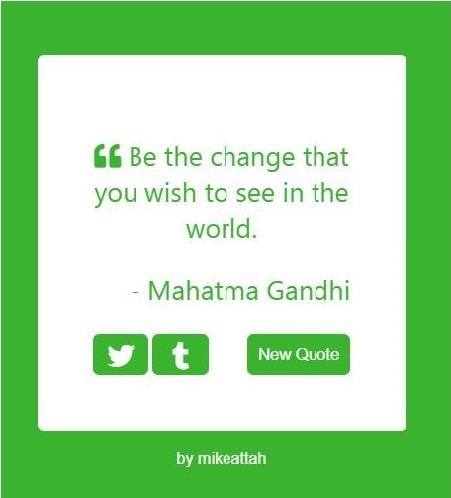 ❝ Be the change that
you wish to see in the
world.
- Mahatma Gandhi
New Quote
by mikeattah